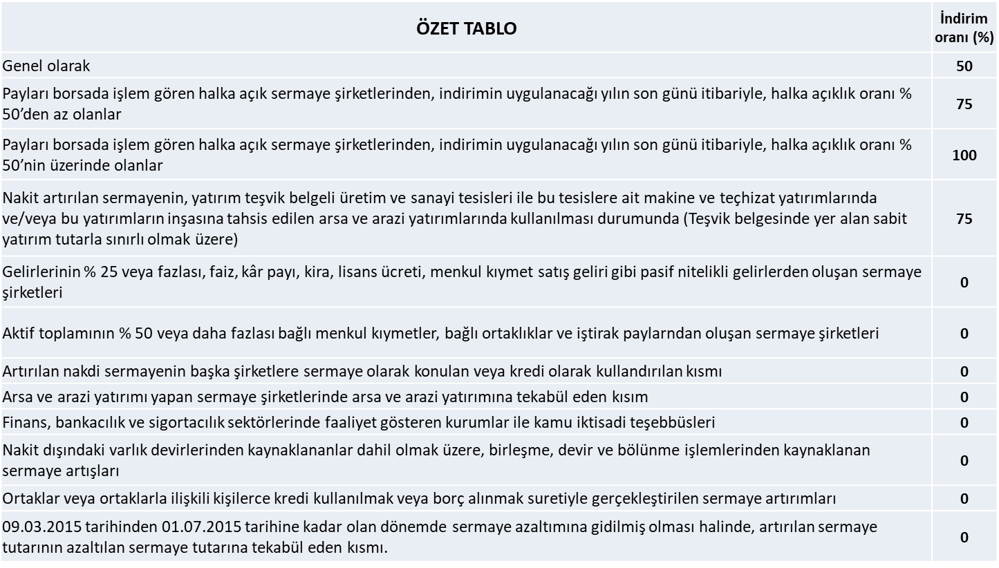 ÖZET TABLO
İndirim
oranı (%)
Genel olarak
50
Payları borsada işlem gören halka açık sermaye şirketlerinden, indirimin uygulanacağı yılın son günü itibariyle, halka açıklık oranı %
50’den az olanlar
75
Payları borsada işlem gören halka açık sermaye şirketlerinden, indirimin uygulanacağı yılın son günü itibariyle, halka açıklık oranı %
50’nin üzerinde olanlar
100
Nakit artırılan sermayenin, yatırım teşvik belgeli üretim ve sanayi tesisleri ile bu tesislere ait makine ve teçhizat yatırımlarında
ve/veya bu yatırımların inşasına tahsis edilen arsa ve arazi yatırımlarında kullanılması durumunda (Teşvik belgesinde yer alan sabit
yatırım tutarla sınırlı olmak üzere)
75
Gelirlerinin % 25 veya fazlası, faiz, kâr payı, kira, lisans ücreti, menkul kıymet satış geliri gibi pasif nitelikli gelirlerden oluşan sermaye
şirketleri
0
Aktif toplamının % 50 veya daha fazlası bağlı menkul kıymetler, bağlı ortaklıklar ve iştirak paylarndan oluşan sermaye şirketleri
0
Artırılan nakdi sermayenin başka şirketlere sermaye olarak konulan veya kredi olarak kullandırılan kısmı
0
Arsa ve arazi yatırımı yapan sermaye şirketlerinde arsa ve arazi yatırımına tekabül eden kısım
0
Finans, bankacılık ve sigortacılık sektörlerinde faaliyet gösteren kurumlar ile kamu iktisadi teşebbüsleri
0
Nakit dışındaki varlık devirlerinden kaynaklananlar dahil olmak üzere, birleşme, devir ve bölünme işlemlerinden kaynaklanan
sermaye artışları
0
Ortaklar veya ortaklarla ilişkili kişilerce kredi kullanılmak veya borç alınmak suretiyle gerçekleştirilen sermaye artırımları
0
09.03.2015 tarihinden 01.07.2015 tarihine kadar olan dönemde sermaye azaltımına gidilmiş olması halinde, artırılan sermaye
tutarının azaltılan sermaye tutarına tekabül eden kısmı.
0